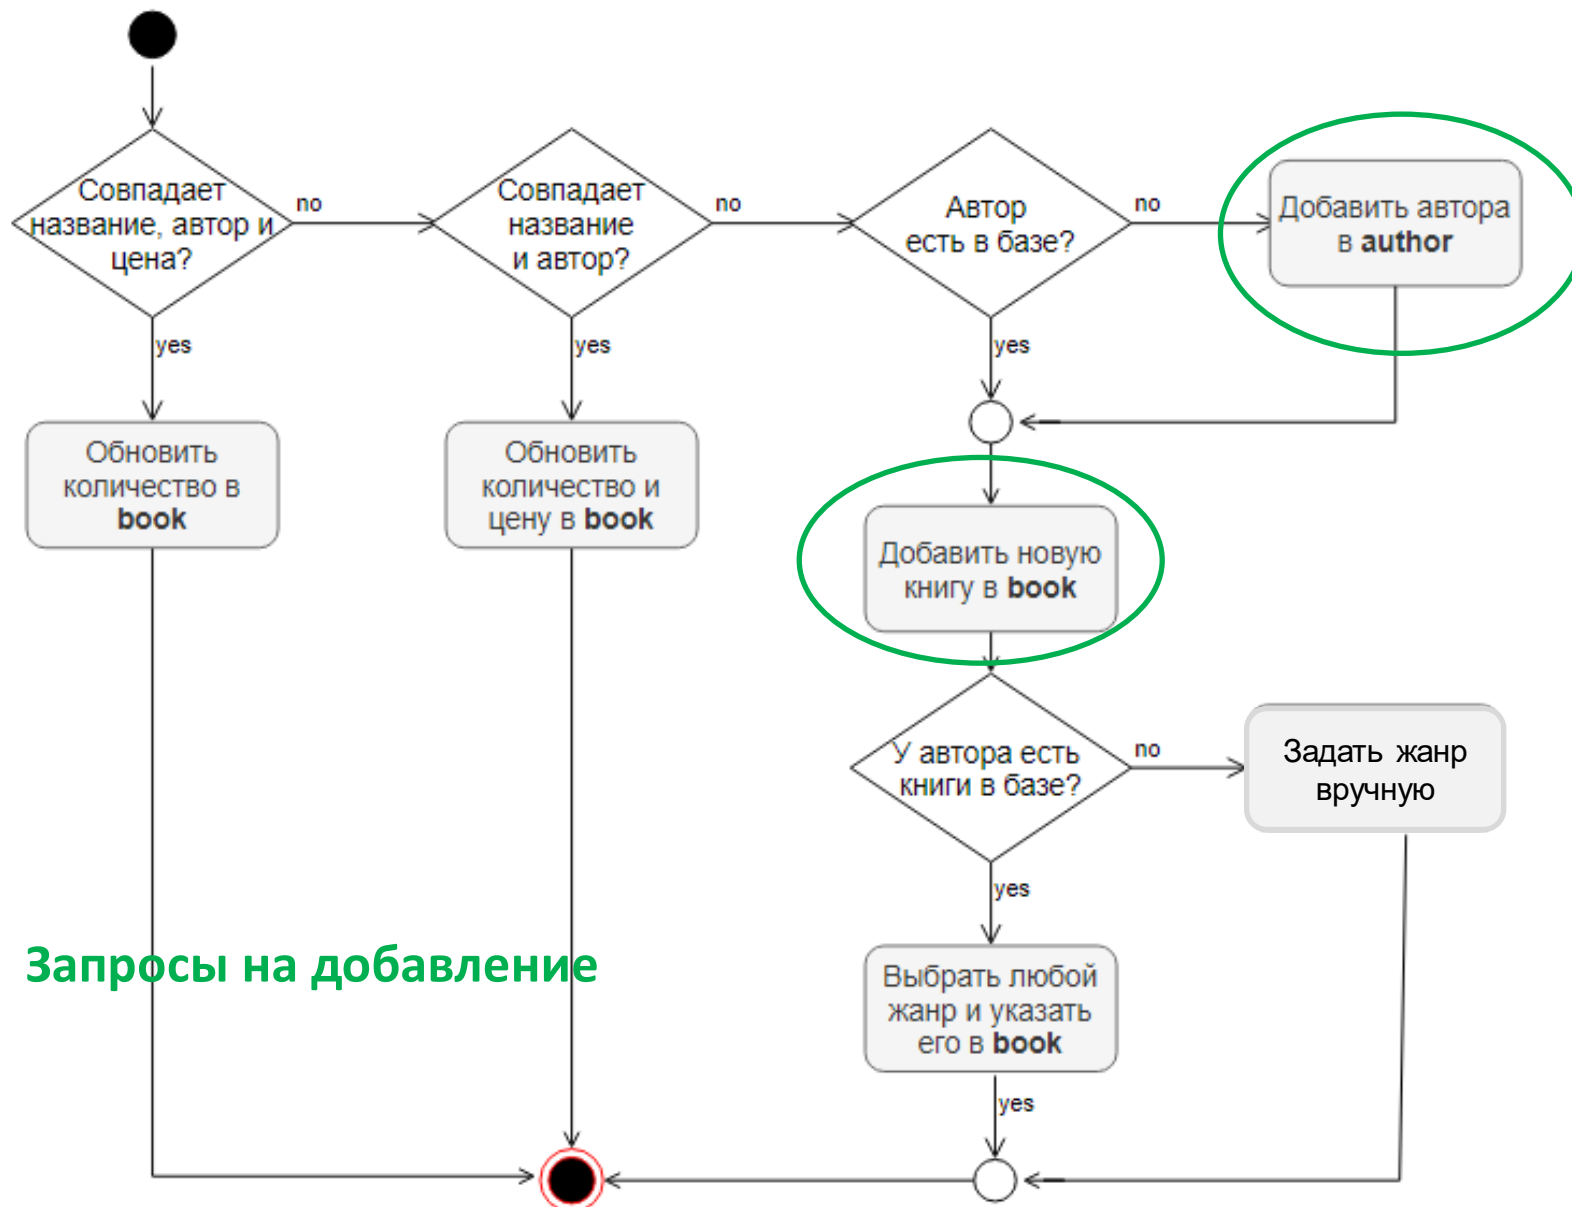 Совпадает
название, автор и
цена?
no
yes
Совпадает
название
и автор?
no
yes
Автор
есть в базе?
no
yes
Добавить автора
в author
Обновить
количество в
book
Обновить
количество и
цену в book
Добавить новую
книгу в book
У автора есть
книги в базе?
no
yes
Задать жанр
вручную
Запросы на добавление
Выбрать любой
жанр и указать
его в book
yes